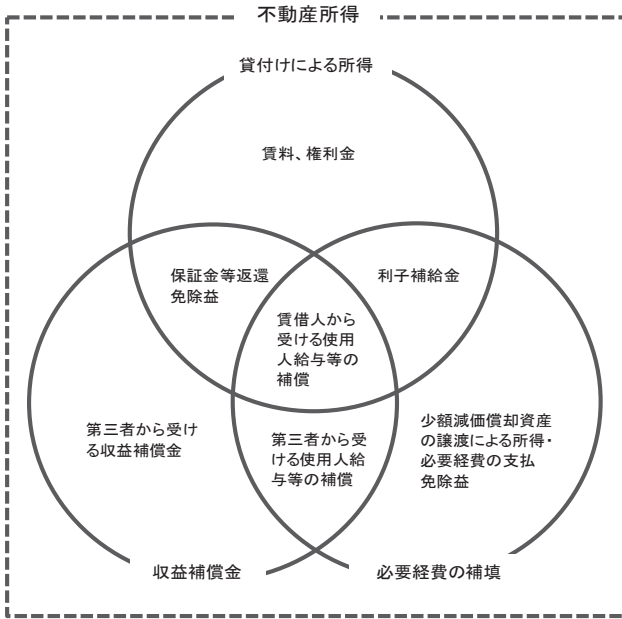 不動産所得
貸付けによる所得
賃料、権利金
保証金等返還
免除益
利子補給金
賃借人から
受ける使用
人給与等の
補償
第三者から受け
る収益補償金
第三者から受
ける使用人給
与等の補償
少額減価償却資産
の譲渡による所得・
必要経費の支払
免除益
収益補償金
必要経費の補填